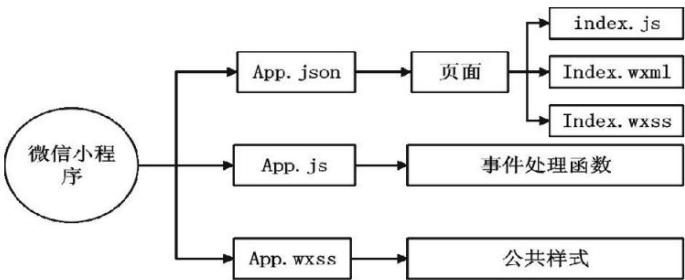 微信小程
序
App.json
页面
index.js
Index.wxml
Index.wxss
App.js
事件处理函数
App.wxss
公共样式